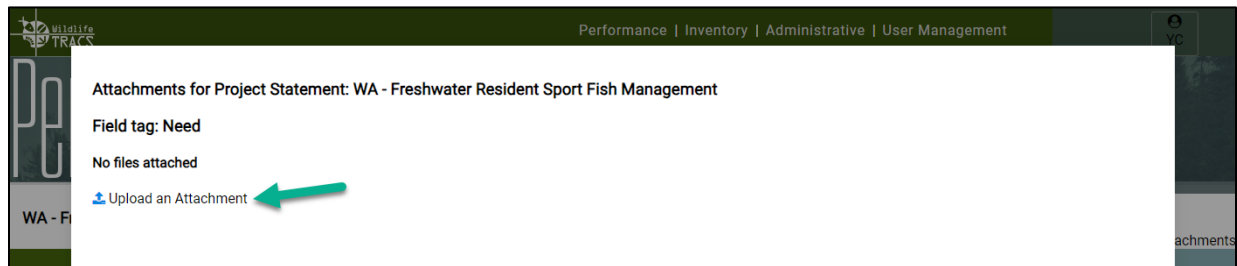 Wildlife
TRACS
Performance | Inventory | Administrative | User Management
YC
Pe
Attachments for Project Statement: WA - Freshwater Resident Sport Fish Management
Field tag: Need
No files attached
Upload an Attachment
WA - F
achments